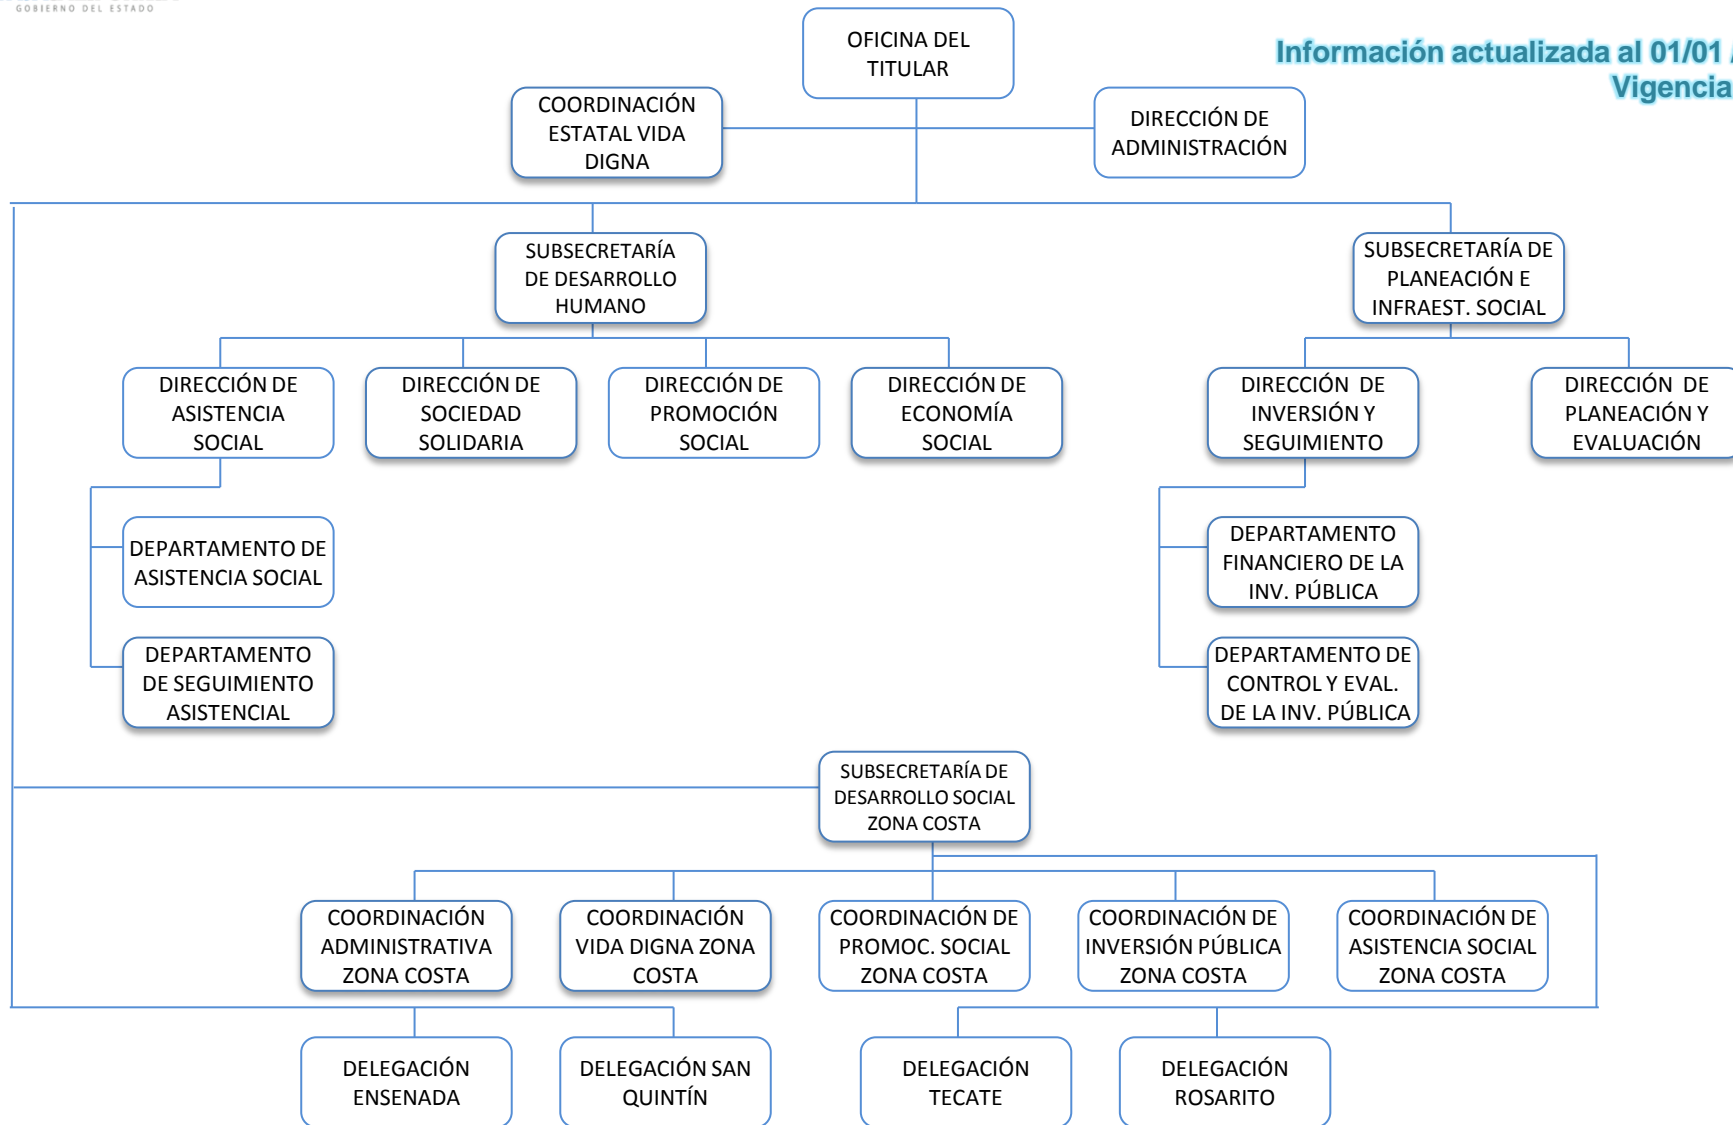 GOBIERNO DEL ESTADO
OFICINA DEL
TITULAR
Información actualizada al 01/01 /
Vigencia
COORDINACIÓN
ESTATAL VIDA
DIGNA
DIRECCIÓN DE
ADMINISTRACIÓN
SUBSECRETARÍA
DE DESARROLLO
HUMANO
SUBSECRETARÍA DE
PLANEACIÓN E
INFRAEST. SOCIAL
DIRECCIÓN DE
ASISTENCIA
SOCIAL
DIRECCIÓN DE
SOCIEDAD
SOLIDARIA
DIRECCIÓN DE
PROMOCIÓN
SOCIAL
DIRECCIÓN DE
ECONOMÍA
SOCIAL
DIRECCIÓN DE
INVERSIÓN Y
SEGUIMIENTO
DIRECCIÓN DE
PLANEACIÓN Y
EVALUACIÓN
DEPARTAMENTO DE
ASISTENCIA SOCIAL
DEPARTAMENTO
FINANCIERO DE LA
INV. PÚBLICA
DEPARTAMENTO
DE SEGUIMIENTO
ASISTENCIAL
DEPARTAMENTO DE
CONTROL Y EVAL.
DE LA INV. PÚBLICA
SUBSECRETARÍA DE
DESARROLLO SOCIAL
ZONA COSTA
COORDINACIÓN
ADMINISTRATIVA
ZONA COSTA
COORDINACIÓN
VIDA DIGNA ZONA
COSTA
COORDINACIÓN DE
PROMOC. SOCIAL
ZONA COSTA
COORDINACIÓN DE
INVERSIÓN PÚBLICA
ZONA COSTA
COORDINACIÓN DE
ASISTENCIA SOCIAL
ZONA COSTA
DELEGACIÓN
ENSENADA
DELEGACIÓN SAN
QUINTÍN
DELEGACIÓN
TECATE
DELEGACIÓN
ROSARITO